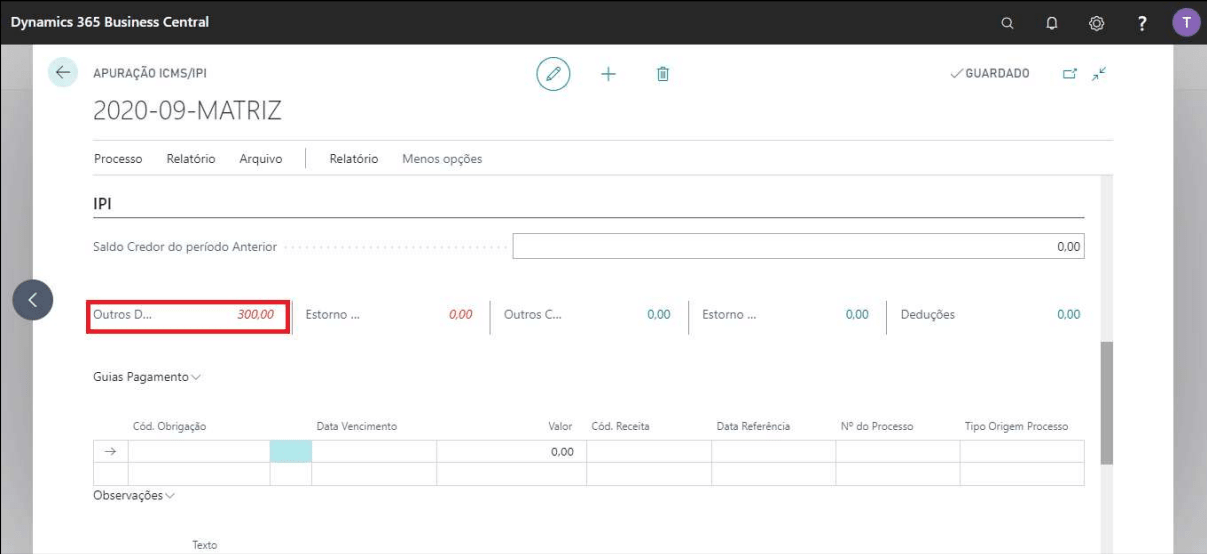 Dynamics 365 Business Central
?
T
APURAÇÃO ICMS/IPI
GUARDADO
2020-09-MATRIZ
Processo Relatório Arquivo Relatório Menos opções
IPI
Saldo Credor do período Anterior 0,00
Outros D... 300,00 Estorno ... 0,00 Outros C... 0,00 Estorno ... 0,00 Deduções 0,00
Guias Pagamento
Cód. Obrigação Data Vencimento Valor Cód. Receita Data Referência Nº do Processo Tipo Origem Processo
0,00
Observações
Texto